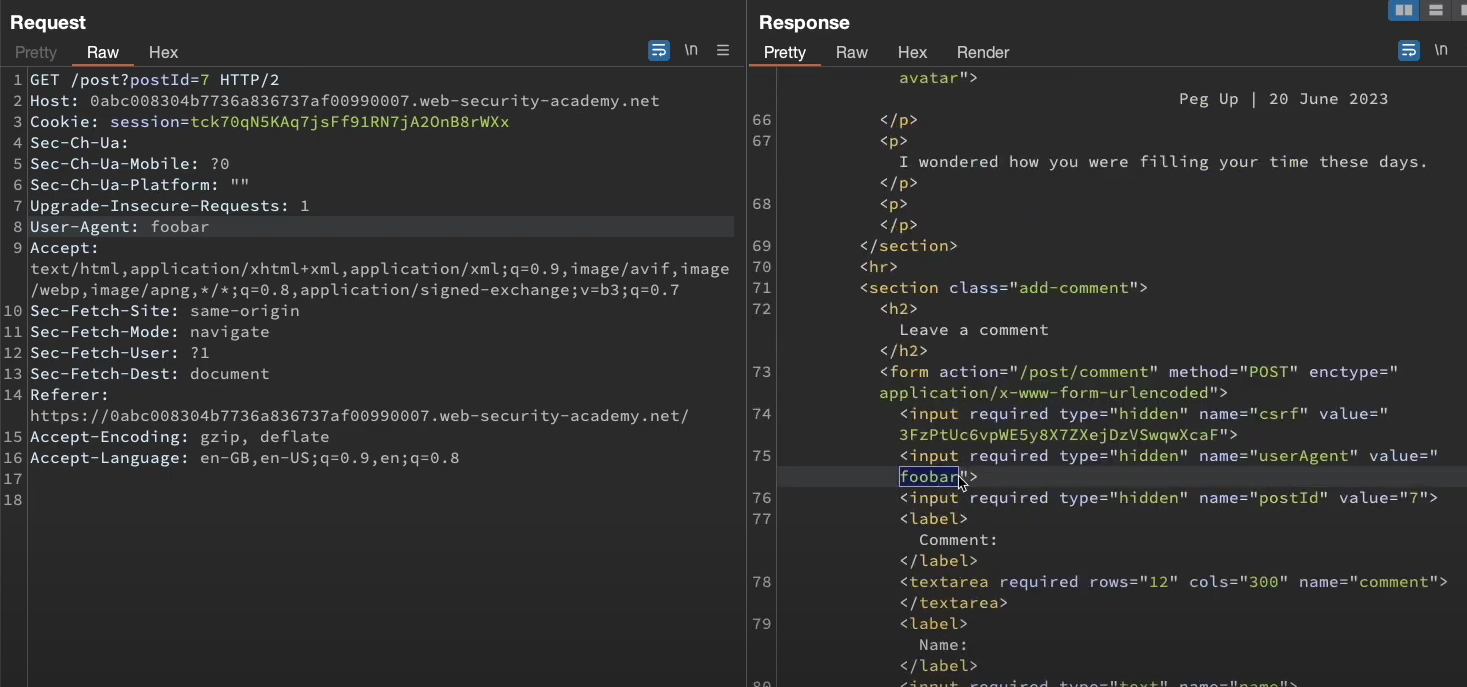 Request
Pretty Raw Hex
\n
1 GET /post?postId=7 HTTP/2
2 Host: 0abc008304b7736a836737af00990007.web-security-academy.net
3 Cookie: session=tck70qN5KAq7jsFf91RN7jA2OnB8rWXx
4 Sec-Ch-Ua:
5 Sec-Ch-Ua-Mobile: ?0
6 Sec-Ch-Ua-Platform: ""
7 Upgrade-Insecure-Requests: 1
8 User-Agent: foobar
9 Accept:
text/html,application/xhtml+xml,application/xml;q=0.9,image/avif,image
/webp,image/apng,*/*;q=0.8,application/signed-exchange;v=b3;q=0.7
10 Sec-Fetch-Site: same-origin
11 Sec-Fetch-Mode: navigate
12 Sec-Fetch-User: ?1
13 Sec-Fetch-Dest: document
14 Referer:
https://0abc008304b7736a836737af00990007.web-security-academy.net/
15 Accept-Encoding: gzip, deflate
16 Accept-Language: en-GB,en-US;q=0.9,en;q=0.8
17
18
Response
Pretty Raw Hex Render
\n
avatar">
Peg Up | 20 June 2023
66 </p>
67 <p>
I wondered how you were filling your time these days.
</p>
68 <p>
</p>
69 </section>
70 <hr>
71 <section class="add-comment">
72 <h2>
Leave a comment
</h2>
73 <form action="/post/comment" method="POST" enctype="
application/x-www-form-urlencoded">
74 <input required type="hidden" name="csrf" value="
3FzPtUc6vpWE5y8X7ZXejDzVSwqwXcaF">
75 <input required type="hidden" name="userAgent" value="
foobar">
76 <input required type="hidden" name="postId" value="7">
77 <label>
Comment:
</label>
78 <textarea required rows="12" cols="300" name="comment">
</textarea>
79 <label>
Name:
</label>
80 <input required type="text" name="name">